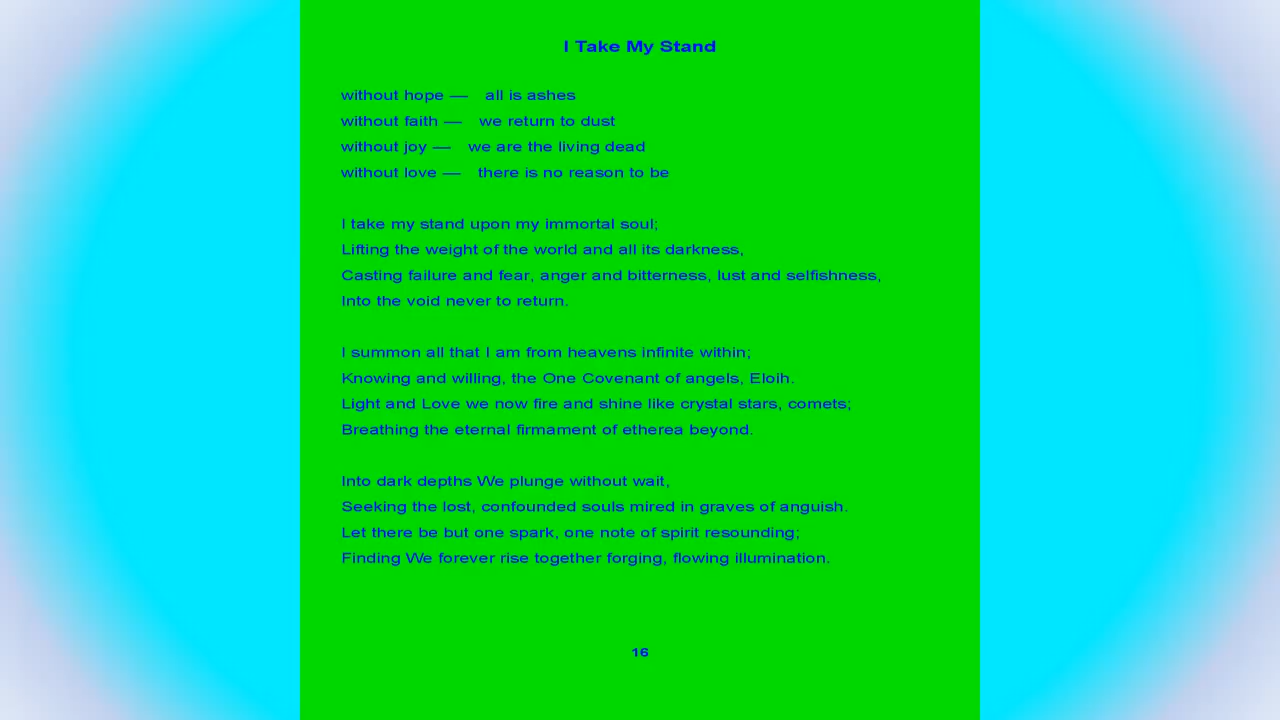 I Take My Stand
without hope — all is ashes
without faith — we return to dust
without joy — we are the living dead
without love — there is no reason to be
I take my stand upon my immortal soul;
Lifting the weight of the world and all its darkness,
Casting failure and fear, anger and bitterness, lust and selfishness,
Into the void never to return.
I summon all that I am from heavens infinite within;
Knowing and willing, the One Covenant of angels, Eloih.
Light and Love we now fire and shine like crystal stars, comets;
Breathing the eternal firmament of etherea beyond.
Into dark depths We plunge without wait,
Seeking the lost, confounded souls mired in graves of anguish.
Let there be but one spark, one note of spirit resounding;
Finding We forever rise together forging, flowing illumination.
16